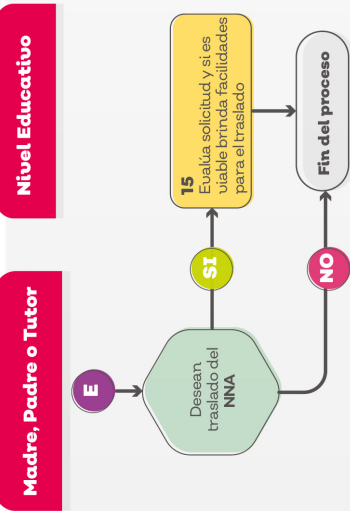 Madre, Padre o Tutor
Nivel Educativo
E
Desean
traslado del
NNA
SI
15
Evalúa solicitud y si es
viable brinda facilidades
para el traslado
NO
Fin del proceso